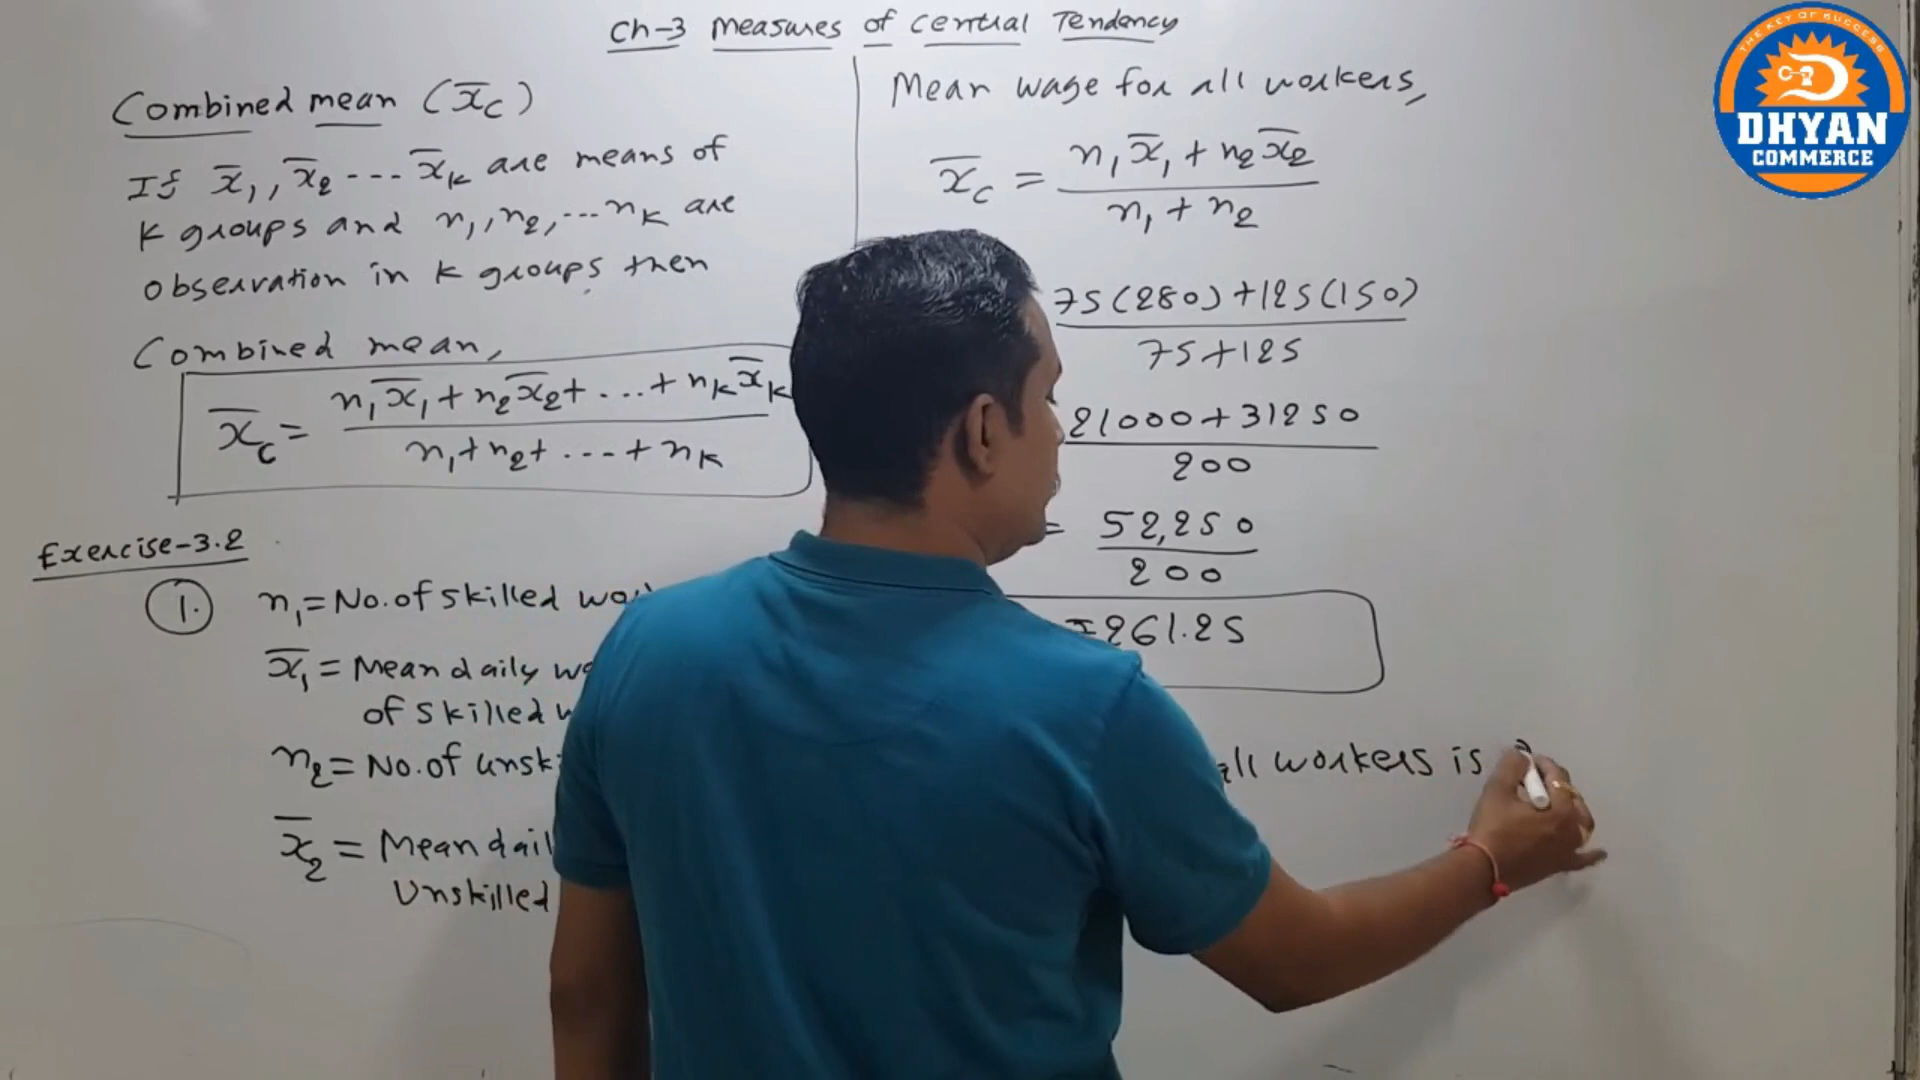 Ch-3 Measures of Central Tendency
Combined mean (x̄c)
If x̄₁, x̄₂ --- x̄k are means of
K groups and n₁, n₂, ... nk are
observation in K groups, then
Combined mean,
x̄c = n₁x̄₁ + n₂x̄₂ + ... + nkx̄k
n₁ + n₂ + ... + nk
Exercise-3.2
1. n₁ = No. of skilled
x̄₁ = Mean daily
of skilled
n₂ = No. of
x̄₂ = Mean
Unskilled
Mean wage for all workers,
x̄c = n₁x̄₁ + n₂x̄₂
n₁ + n₂
75(280) + 125(150)
75 + 125
21000 + 31250
200
= 52,250
200
= 261.25
all workers is
THE KEY OF SUCCESS
DHYAN
COMMERCE